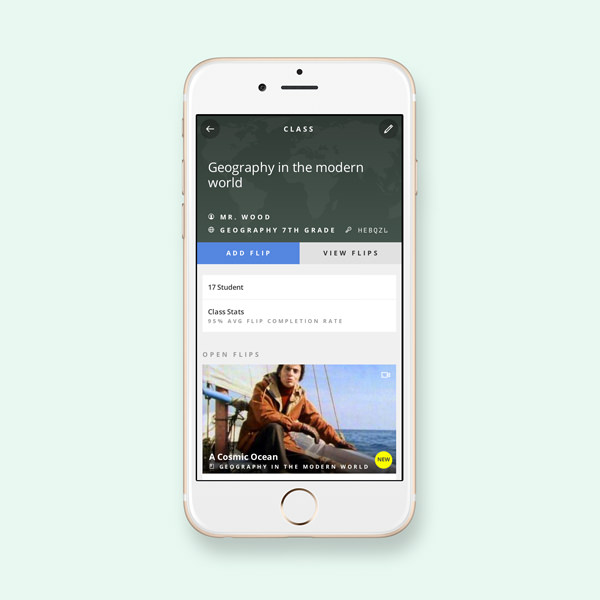 CLASS
Geography in the modern
world
MR. WOOD
GEOGRAPHY 7TH GRADE HEBQZL
ADD FLIP VIEW FLIPS
17 Student
Class Stats
95% AVG FLIP COMPLETION RATE
OPEN FLIPS
A Cosmic Ocean
GEOGRAPHY IN THE MODERN WORLD
NEW